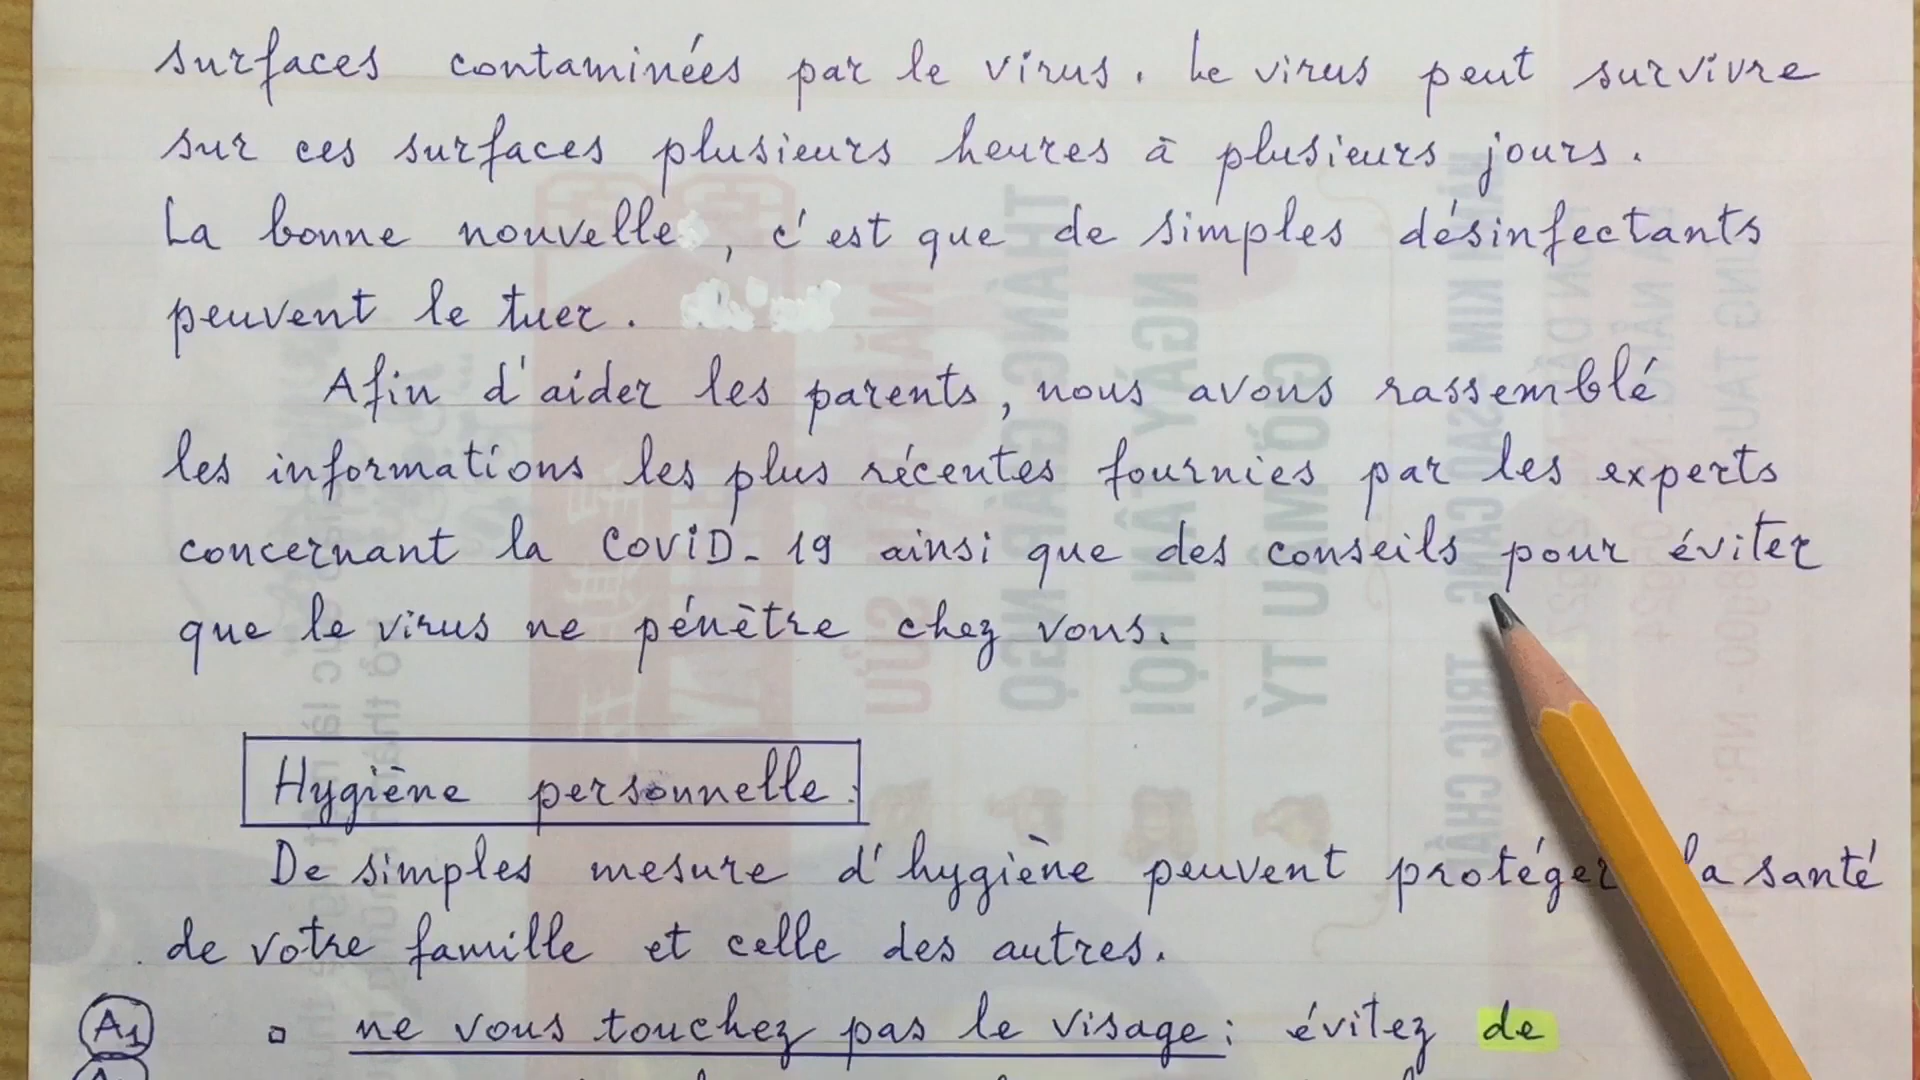 surfaces contaminées par le virus. Le virus peut survivre
sur ces surfaces plusieurs heures à plusieurs jours.
La bonne nouvelle, c'est que de simples désinfectants
peuvent le tuer.
Afin d'aider les parents, nous avons rassemblé
les informations les plus récentes fournies par les experts
concernant la COVID-19 ainsi que des conseils pour éviter
que le virus ne pénètre chez vous.
Hygiène personnelle:
De simples mesure d'hygiène peuvent protéger la santé
de votre famille et celle des autres.
A1 ▫ ne vous touchez pas le visage: évitez de